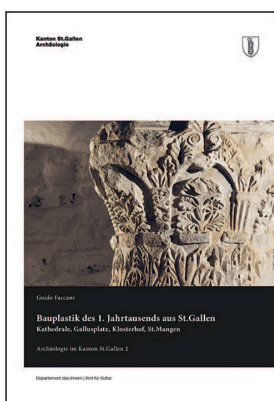 Kanton St.Gallen
Archäologie
Guido Faccani
Bauplastik des 1. Jahrtausends aus St.Gallen
Kathedrale, Gallusplatz, Klosterhof, St.Mangen
Archäologie im Kanton St.Gallen 2
Departement des Innern | Amt für Kultur